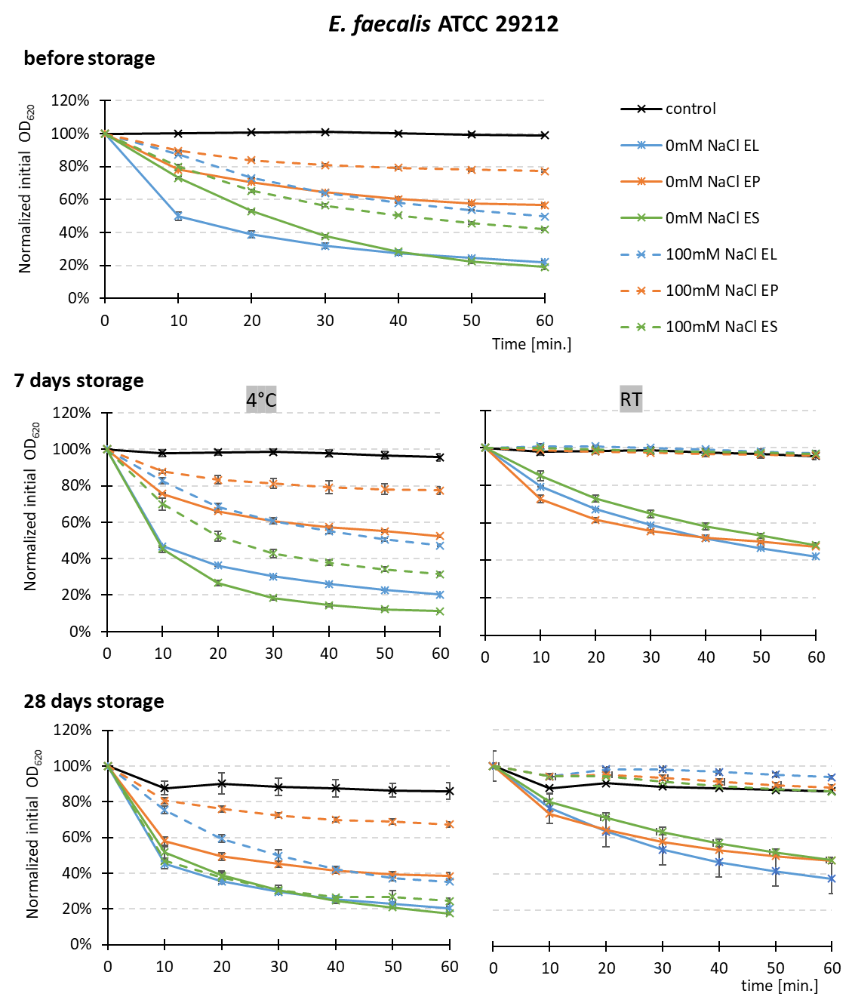 E. faecalis ATCC 29212
before storage
Normalized initial OD620
120%
100%
80%
60%
40%
20%
0%
0 10 20 30 40 50 60
Time [min.]
control
0mM NaCl EL
0mM NaCl EP
0mM NaCl ES
100mM NaCl EL
100mM NaCl EP
100mM NaCl ES
7 days storage
4°C
RT
Normalized initial OD620
120%
100%
80%
60%
40%
20%
0%
0 10 20 30 40 50 60
0 10 20 30 40 50 60
28 days storage
Normalized initial OD620
120%
100%
80%
60%
40%
20%
0%
0 10 20 30 40 50 60
0 10 20 30 40 50 60
time [min.]